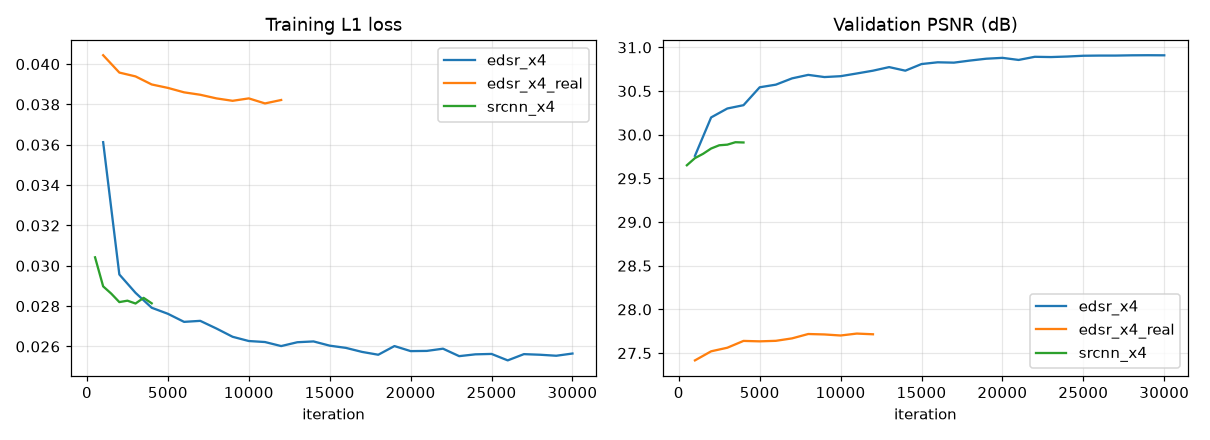 Training L1 loss
0.040
0.038
0.036
0.034
0.032
0.030
0.028
0.026
0 5000 10000 15000 20000 25000 30000
iteration
edsr_x4
edsr_x4_real
srcnn_x4
Validation PSNR (dB)
31.0
30.5
30.0
29.5
29.0
28.5
28.0
27.5
0 5000 10000 15000 20000 25000 30000
iteration
edsr_x4
edsr_x4_real
srcnn_x4